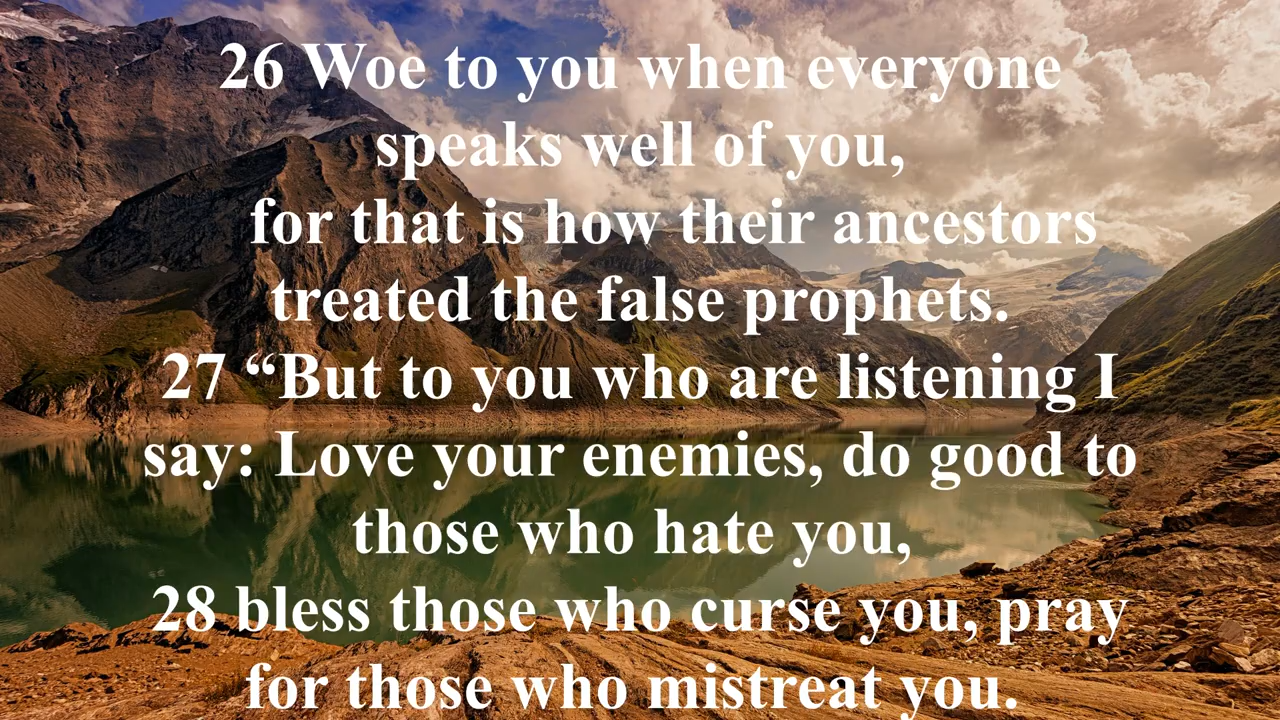 26 Woe to you when everyone
speaks well of you,
for that is how their ancestors
treated the false prophets.
27 “But to you who are listening I
say: Love your enemies, do good to
those who hate you,
28 bless those who curse you, pray
for those who mistreat you.